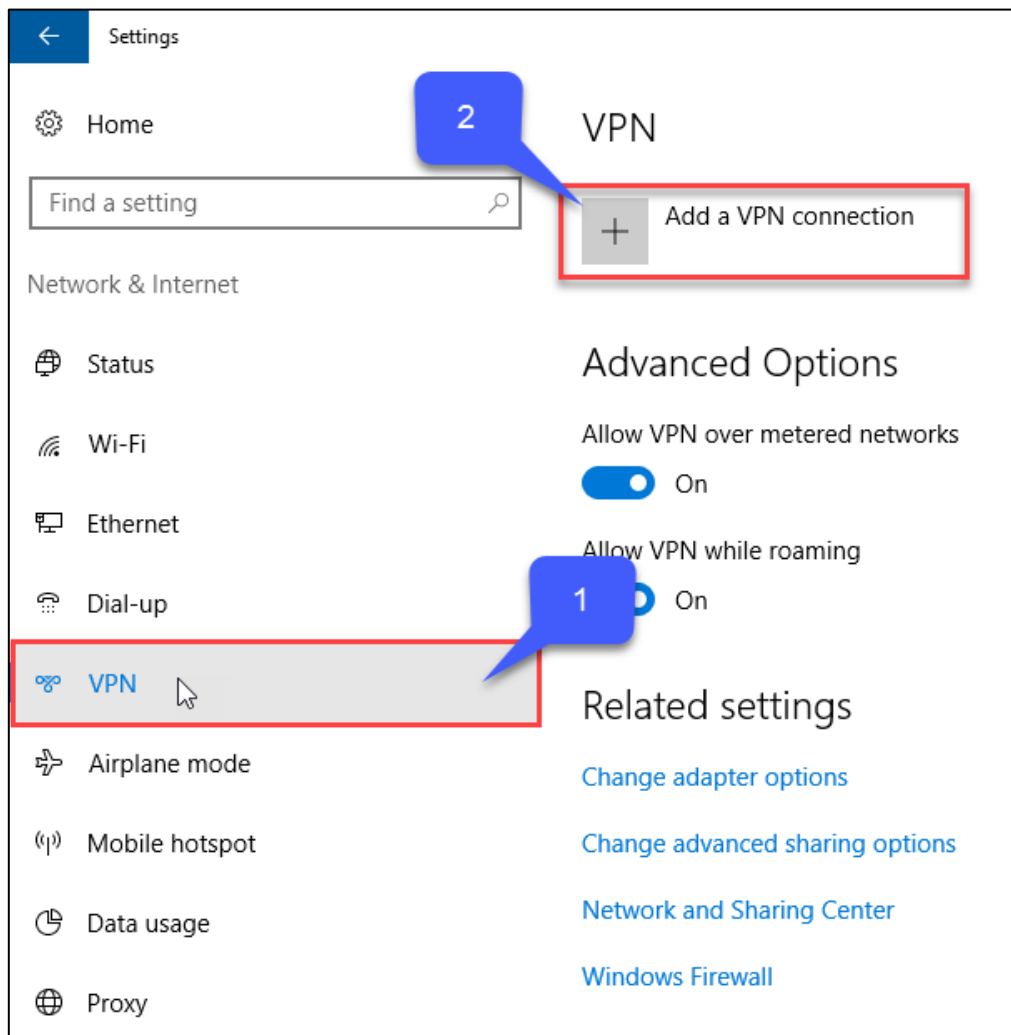 Settings
Home
Find a setting
Network & Internet
Status
Wi-Fi
Ethernet
Dial-up
VPN
Airplane mode
Mobile hotspot
Data usage
Proxy
2
VPN
Add a VPN connection
Advanced Options
Allow VPN over metered networks
On
Allow VPN while roaming
1
On
Related settings
Change adapter options
Change advanced sharing options
Network and Sharing Center
Windows Firewall